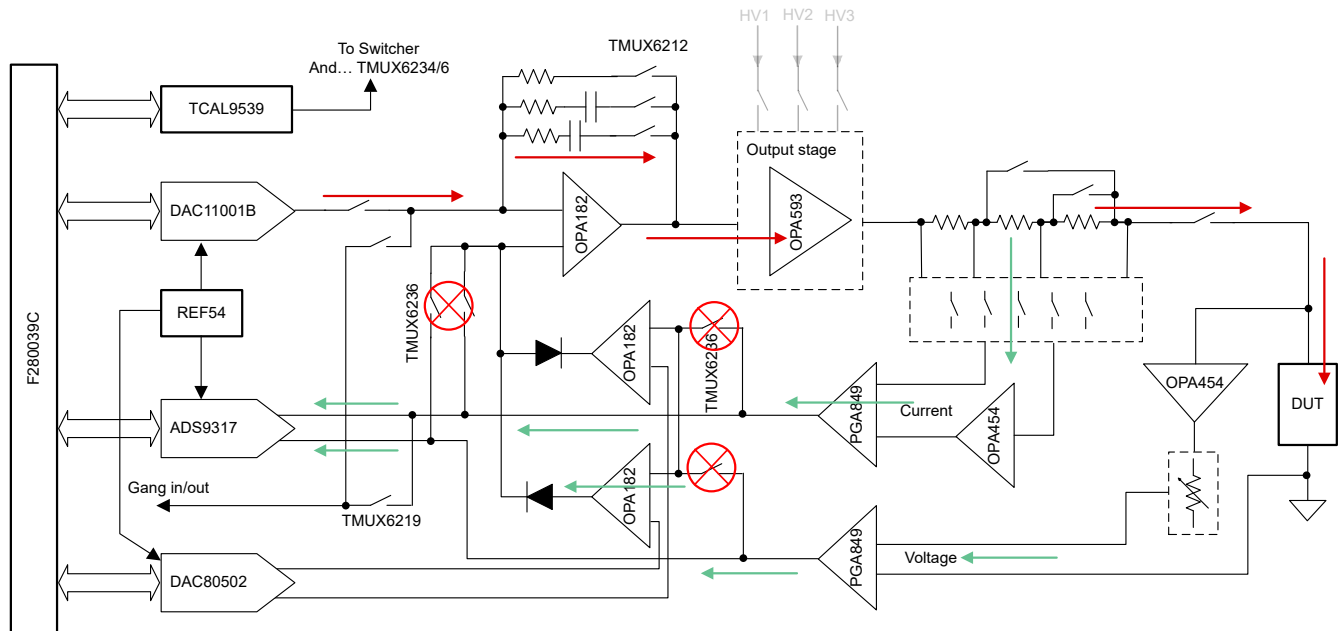 HV1
HV2
HV3
To Switcher
And… TMUX6234/6
TMUX6212
TCAL9539
Output stage
DAC11001B
OPA182
OPA593
F280039C
REF54
TMUX6236
OPA182
TMUX6236
OPA454
DUT
ADS9317
PGA849
Current
OPA454
OPA182
Gang in/out
TMUX6219
DAC80502
PGA849
Voltage